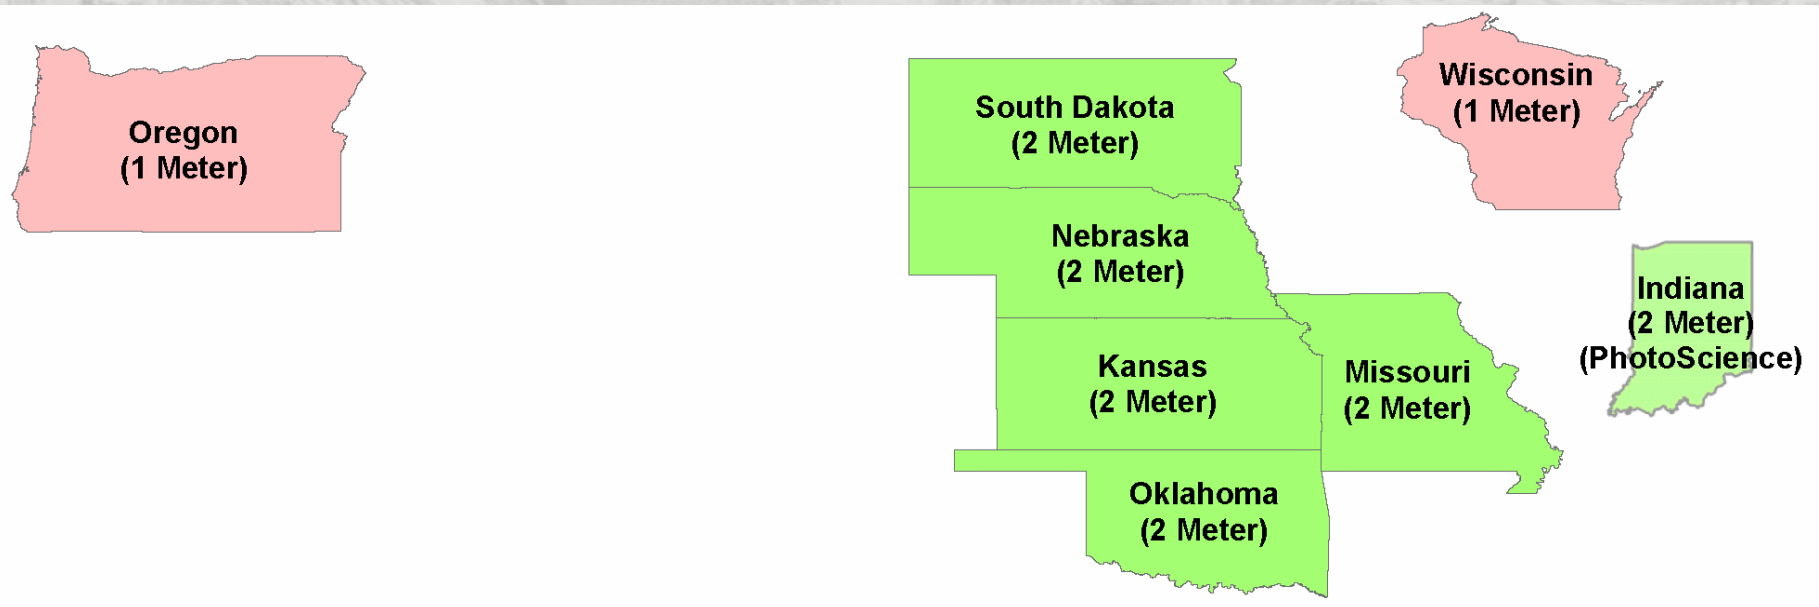 Oregon
(1 Meter)
South Dakota
(2 Meter)
Wisconsin
(1 Meter)
Nebraska
(2 Meter)
Indiana
(2 Meter)
(PhotoScience)
Kansas
(2 Meter)
Missouri
(2 Meter)
Oklahoma
(2 Meter)